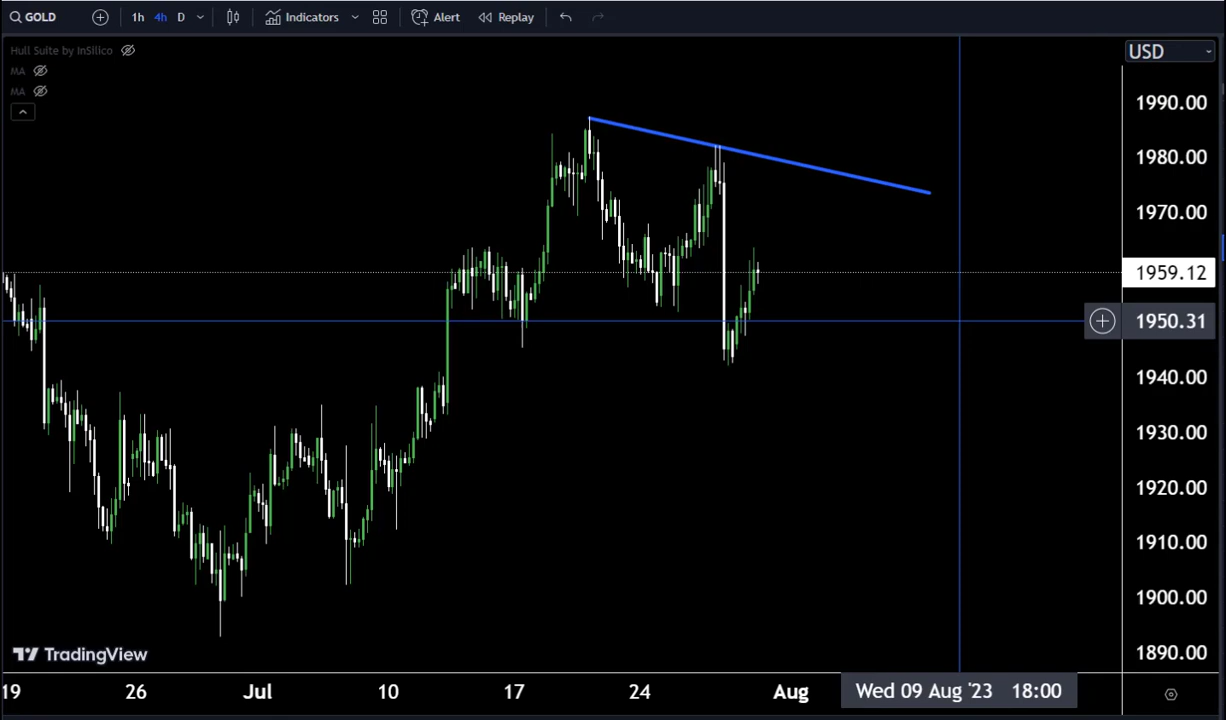 GOLD 1h 4h D Indicators Alert Replay
Hull Suite by InSilico
MA
MA
USD
1990.00
1980.00
1970.00
1959.12
1950.31
1940.00
1930.00
1920.00
1910.00
1900.00
1890.00
TradingView
19 26 Jul 10 17 24 Aug Wed 09 Aug '23 18:00